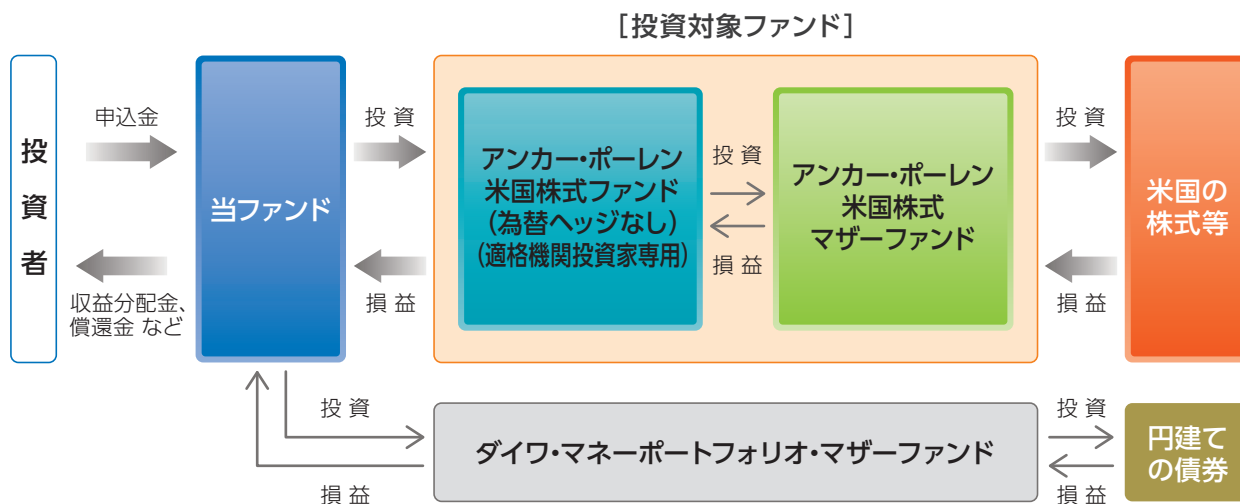 ［投資対象ファンド］
投資者
申込金
収益分配金、
償還金 など
当ファンド
投 資
損 益
アンカー・ポーレン
米国株式ファンド
（為替ヘッジなし）
（適格機関投資家専用）
投 資
損 益
アンカー・ポーレン
米国株式
マザーファンド
投 資
損 益
米国の
株式等
投 資
損 益
ダイワ・マネーポートフォリオ・マザーファンド
投 資
損 益
円建て
の債券